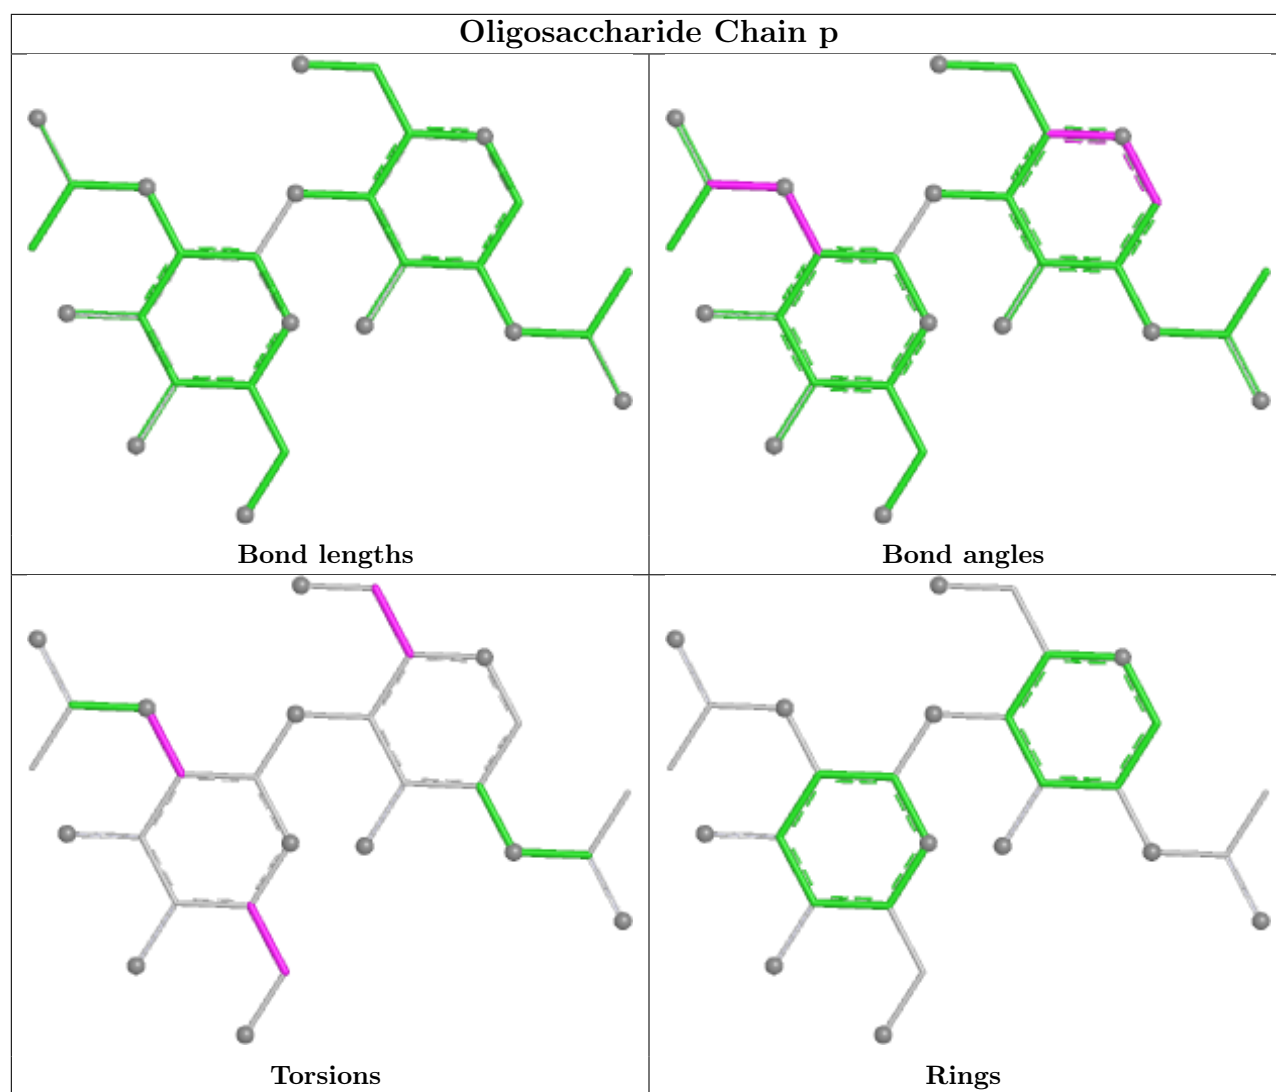 Oligosaccharide Chain p
Bond lengths
Bond angles
Torsions
Rings